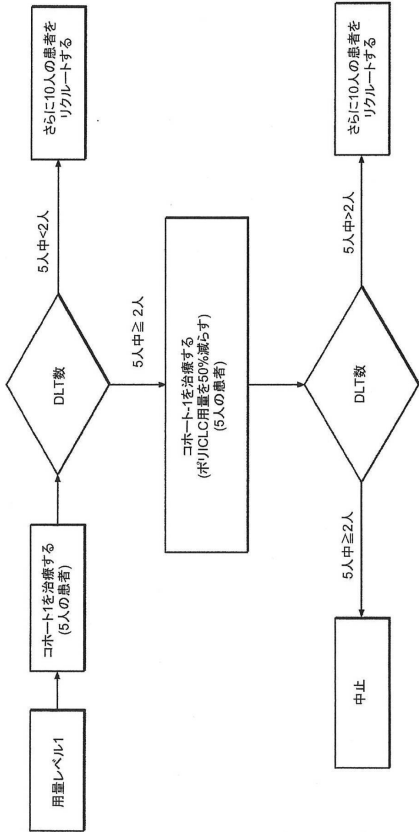 用量レベル1
コホート1を治療する
(5人の患者)
DLT数
5人中<2人
さらに10人の患者を
リクルートする
5人中≧ 2人
コホート-1を治療する
(ポリICLC用量を50%減らす)
(5人の患者)
DLT数
5人中≧2人
中止
5人中>2人
さらに10人の患者を
リクルートする